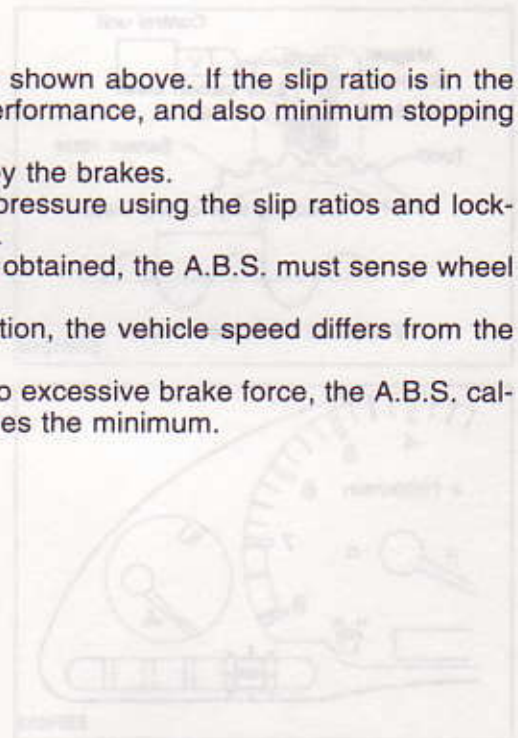 shown above. If the slip ratio is in the
erformance, and also minimum stopping
y the brakes.
pressure using the slip ratios and lock-
obtained, the A.B.S. must sense wheel
tion, the vehicle speed differs from the
o excessive brake force, the A.B.S. cal-
es the minimum.